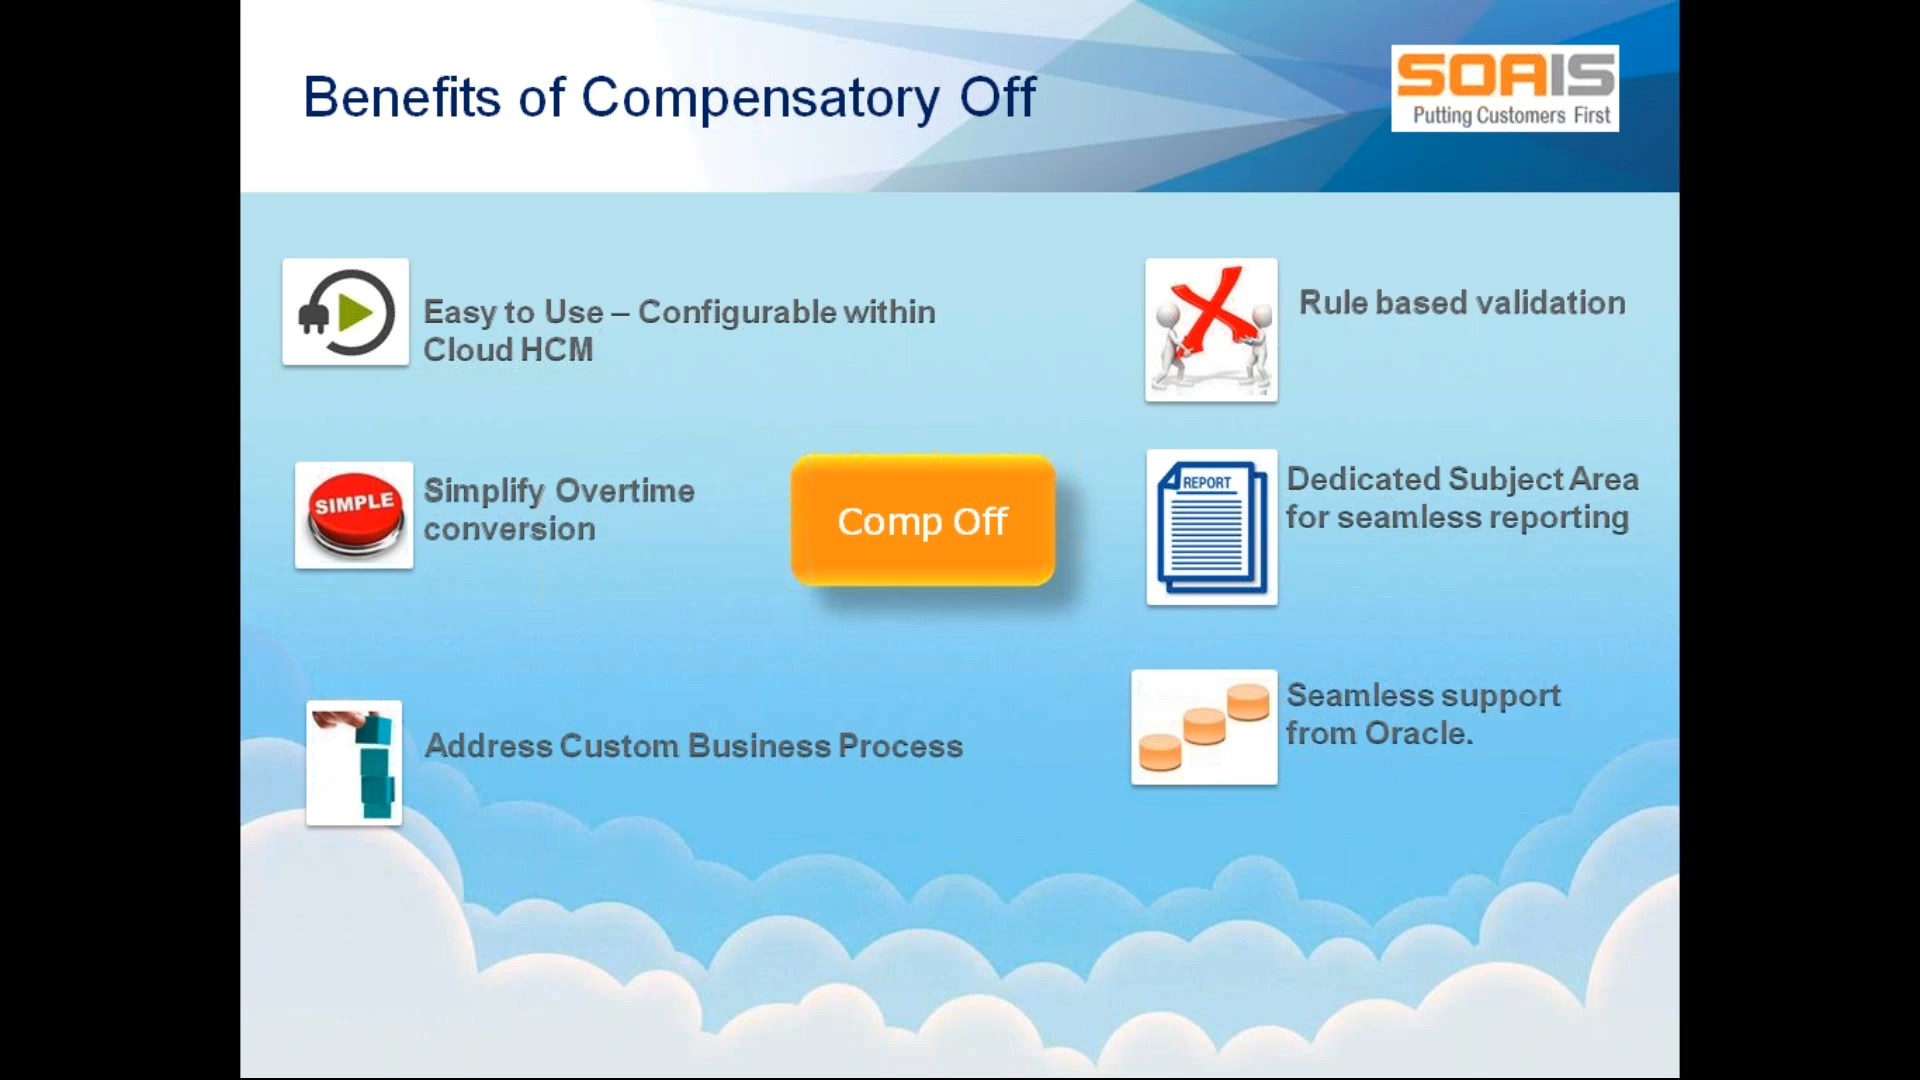 Benefits of Compensatory Off
SOAIS
Putting Customers First
Easy to Use – Configurable within
Cloud HCM
Rule based validation
SIMPLE
Simplify Overtime
conversion
Comp Off
REPORT
Dedicated Subject Area
for seamless reporting
Address Custom Business Process
Seamless support
from Oracle.